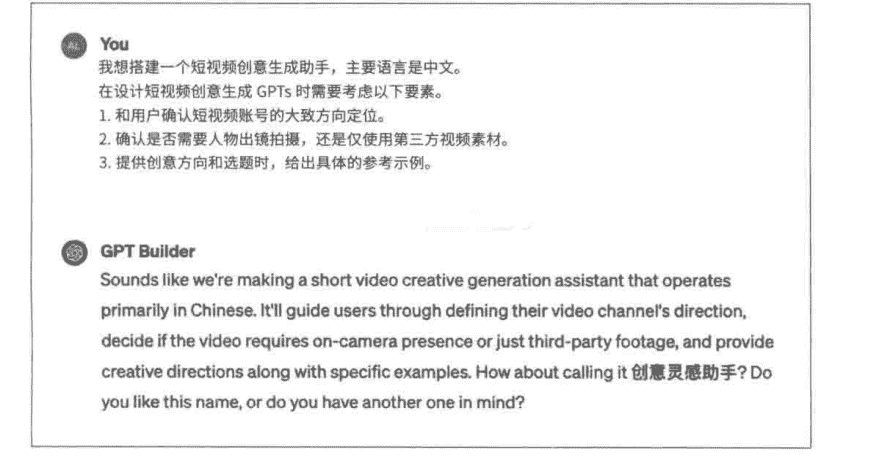 AL
You
我想搭建一个短视频创意生成助手，主要语言是中文。
在设计短视频创意生成 GPTs 时需要考虑以下要素。
1. 和用户确认短视频账号的大致方向定位。
2. 确认是否需要人物出镜拍摄，还是仅使用第三方视频素材。
3. 提供创意方向和选题时，给出具体的参考示例。
GPT Builder
Sounds like we're making a short video creative generation assistant that operates
primarily in Chinese. It'll guide users through defining their video channel's direction,
decide if the video requires on-camera presence or just third-party footage, and provide
creative directions along with specific examples. How about calling it 创意灵感助手? Do
you like this name, or do you have another one in mind?